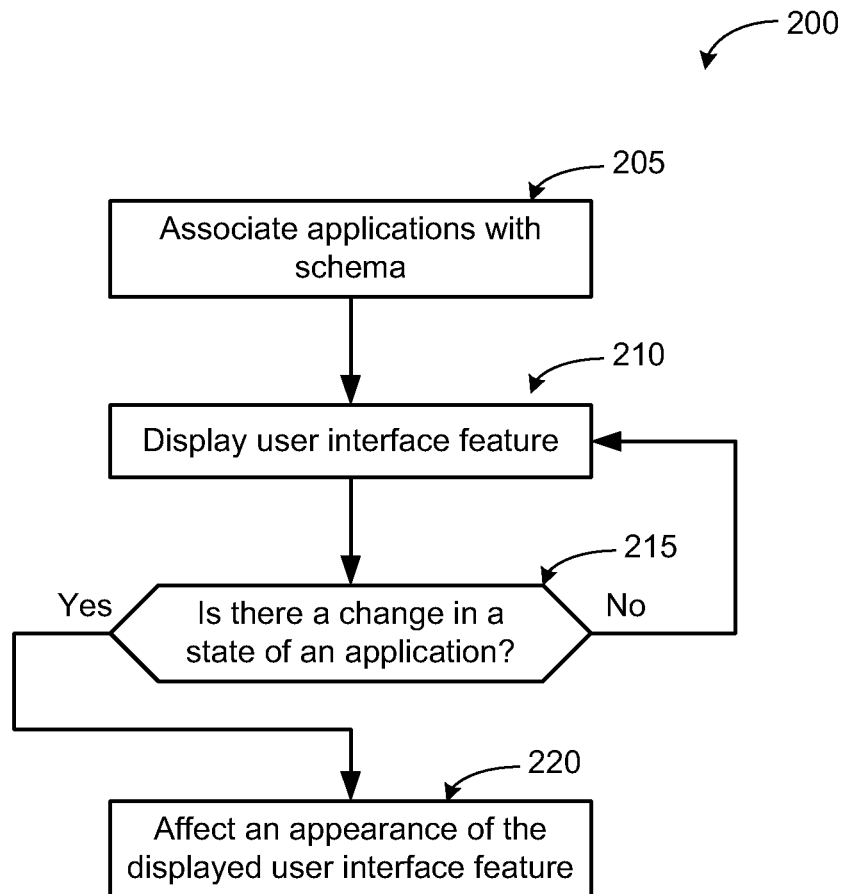 200
205
Associate applications with
schema
210
Display user interface feature
215
Yes
Is there a change in a
state of an application?
No
220
Affect an appearance of the
displayed user interface feature